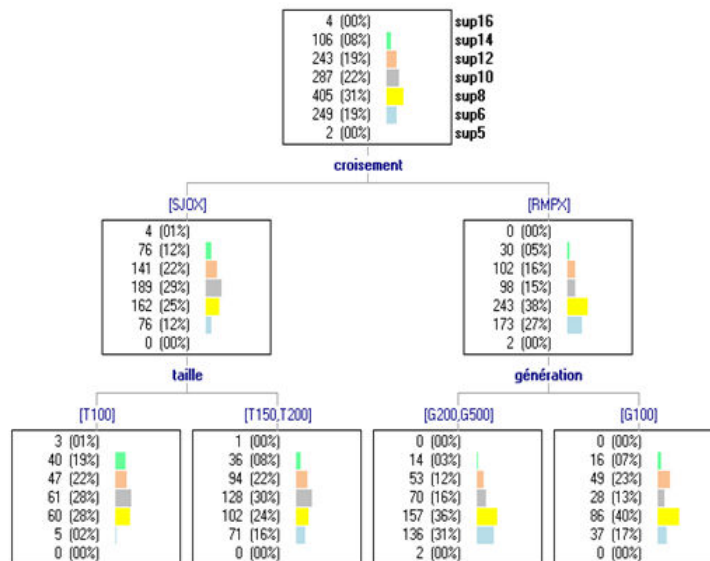 4 (00%) sup16
106 (08%) sup14
243 (19%) sup12
287 (22%) sup10
405 (31%) sup8
249 (19%) sup6
2 (00%) sup5
croisement
[SJOX] [RMPX]
4 (01%) 0 (00%)
76 (12%) 30 (05%)
141 (22%) 102 (16%)
189 (29%) 98 (15%)
162 (25%) 243 (38%)
76 (12%) 173 (27%)
0 (00%) 2 (00%)
taille génération
[T100] [T150,T200] [G200,G500] [G100]
3 (01%) 1 (00%) 0 (00%) 0 (00%)
40 (19%) 36 (08%) 14 (03%) 16 (07%)
47 (22%) 94 (22%) 53 (12%) 49 (23%)
61 (28%) 128 (30%) 70 (16%) 28 (13%)
60 (28%) 102 (24%) 157 (36%) 86 (40%)
5 (02%) 71 (16%) 136 (31%) 37 (17%)
0 (00%) 0 (00%) 2 (00%) 0 (00%)